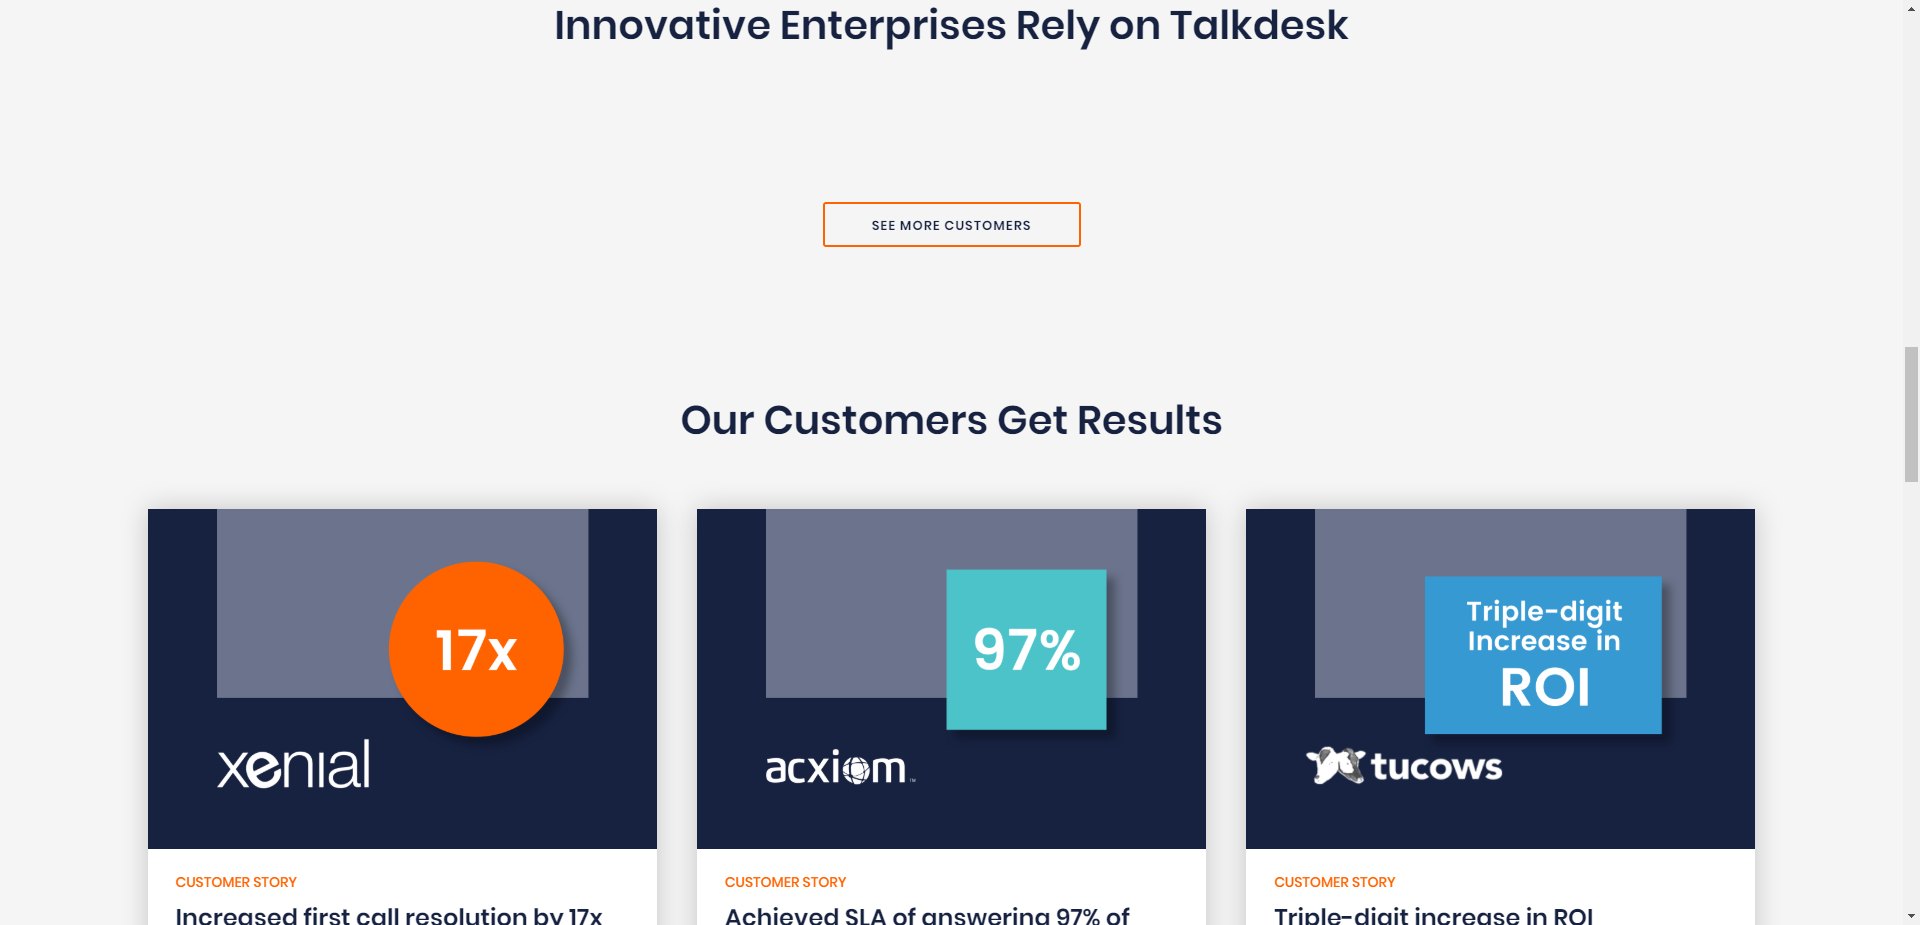 Innovative Enterprises Rely on Talkdesk
SEE MORE CUSTOMERS
Our Customers Get Results
17x
xenial
97%
acxiom™
Triple-digit
Increase in
ROI
tucows
CUSTOMER STORY
Increased first call resolution by 17x
CUSTOMER STORY
Achieved SLA of answering 97% of
CUSTOMER STORY
Triple-digit increase in ROI